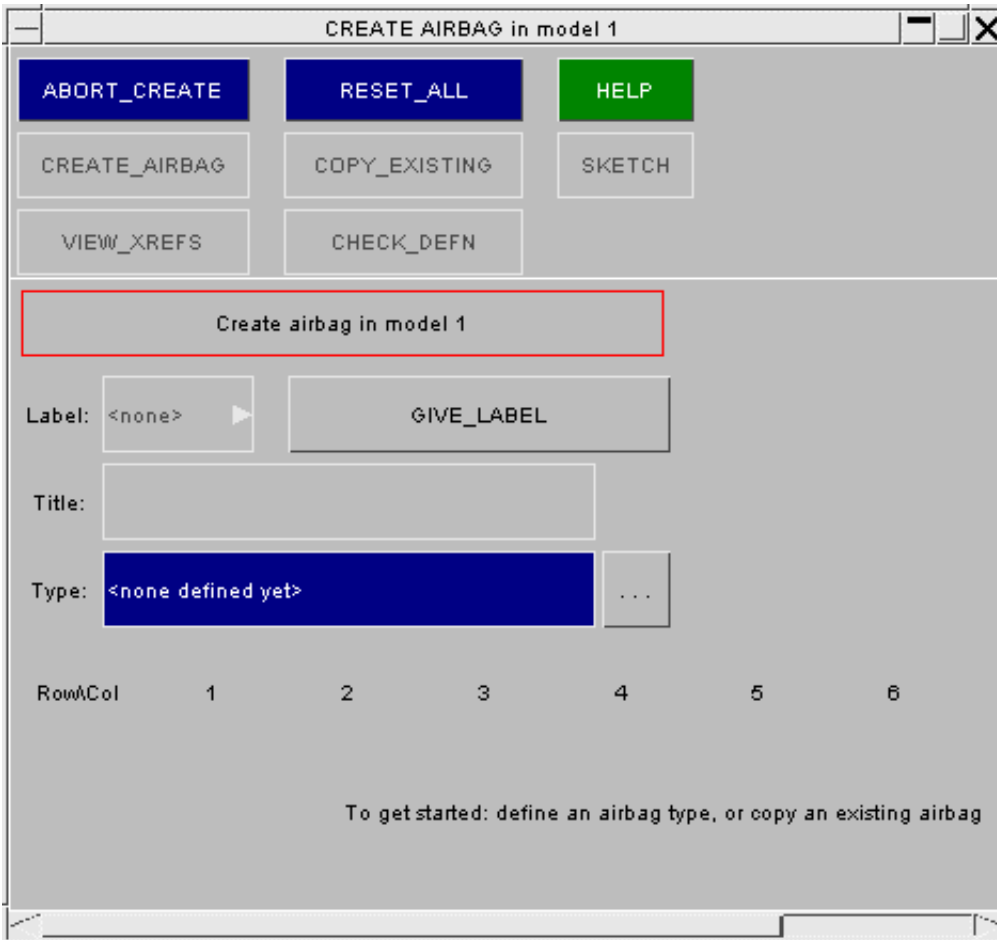 CREATE AIRBAG in model 1
ABORT_CREATE RESET_ALL HELP
CREATE_AIRBAG COPY_EXISTING SKETCH
VIEW_XREFS CHECK_DEFN
Create airbag in model 1
Label: <none> GIVE_LABEL
Title:
Type: <none defined yet> ...
Row\Col 1 2 3 4 5 6
To get started: define an airbag type, or copy an existing airbag